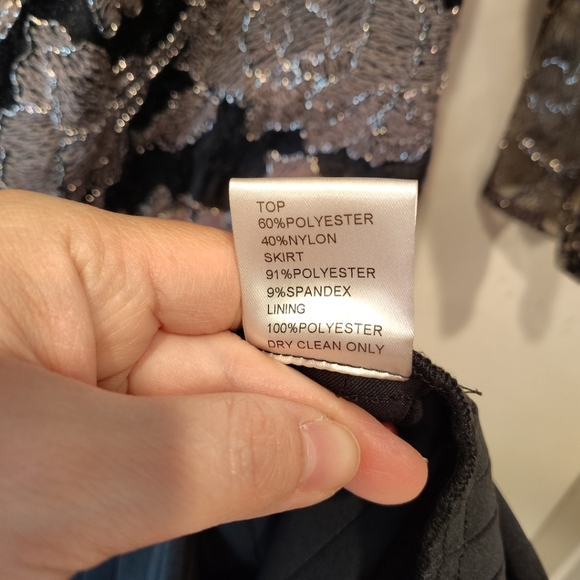 TOP
60%POLYESTER
40%NYLON
SKIRT
91%POLYESTER
9%SPANDEX
LINING
100%POLYESTER
DRY CLEAN ONLY